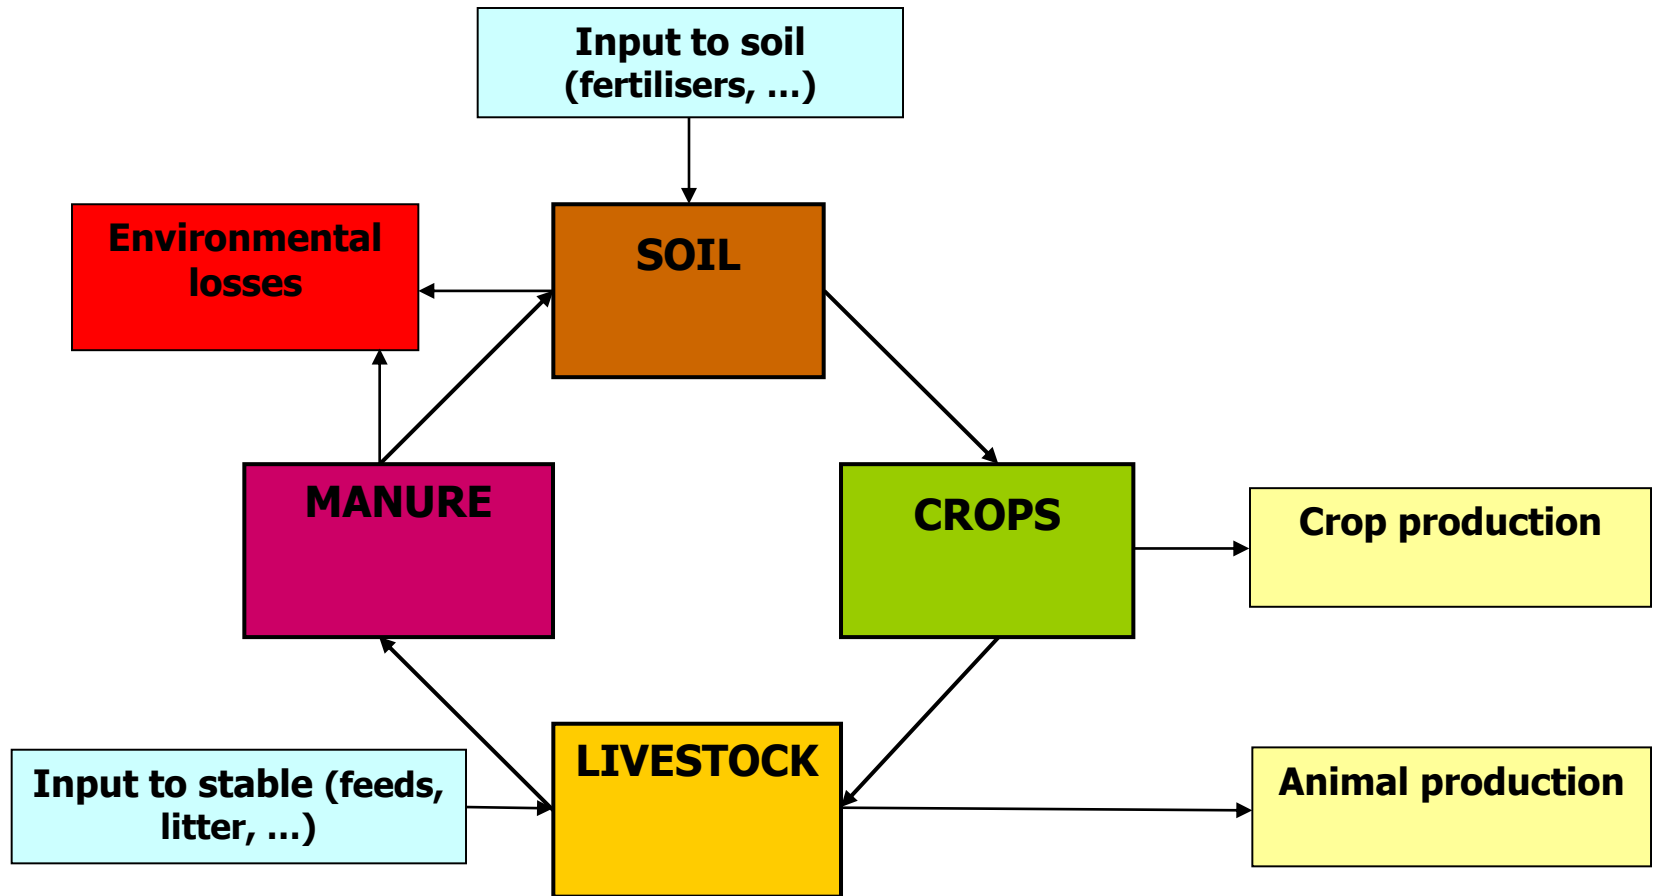 Input to soil
(fertilisers, ...)
Environmental
losses
SOIL
MANURE
CROPS
Crop production
LIVESTOCK
Input to stable (feeds,
litter, ...)
Animal production